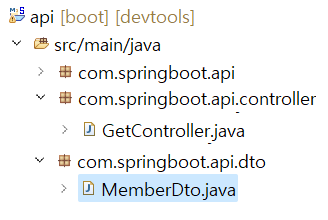 api [boot] [devtools]
src/main/java
com.springboot.api
com.springboot.api.controller
GetController.java
com.springboot.api.dto
MemberDto.java